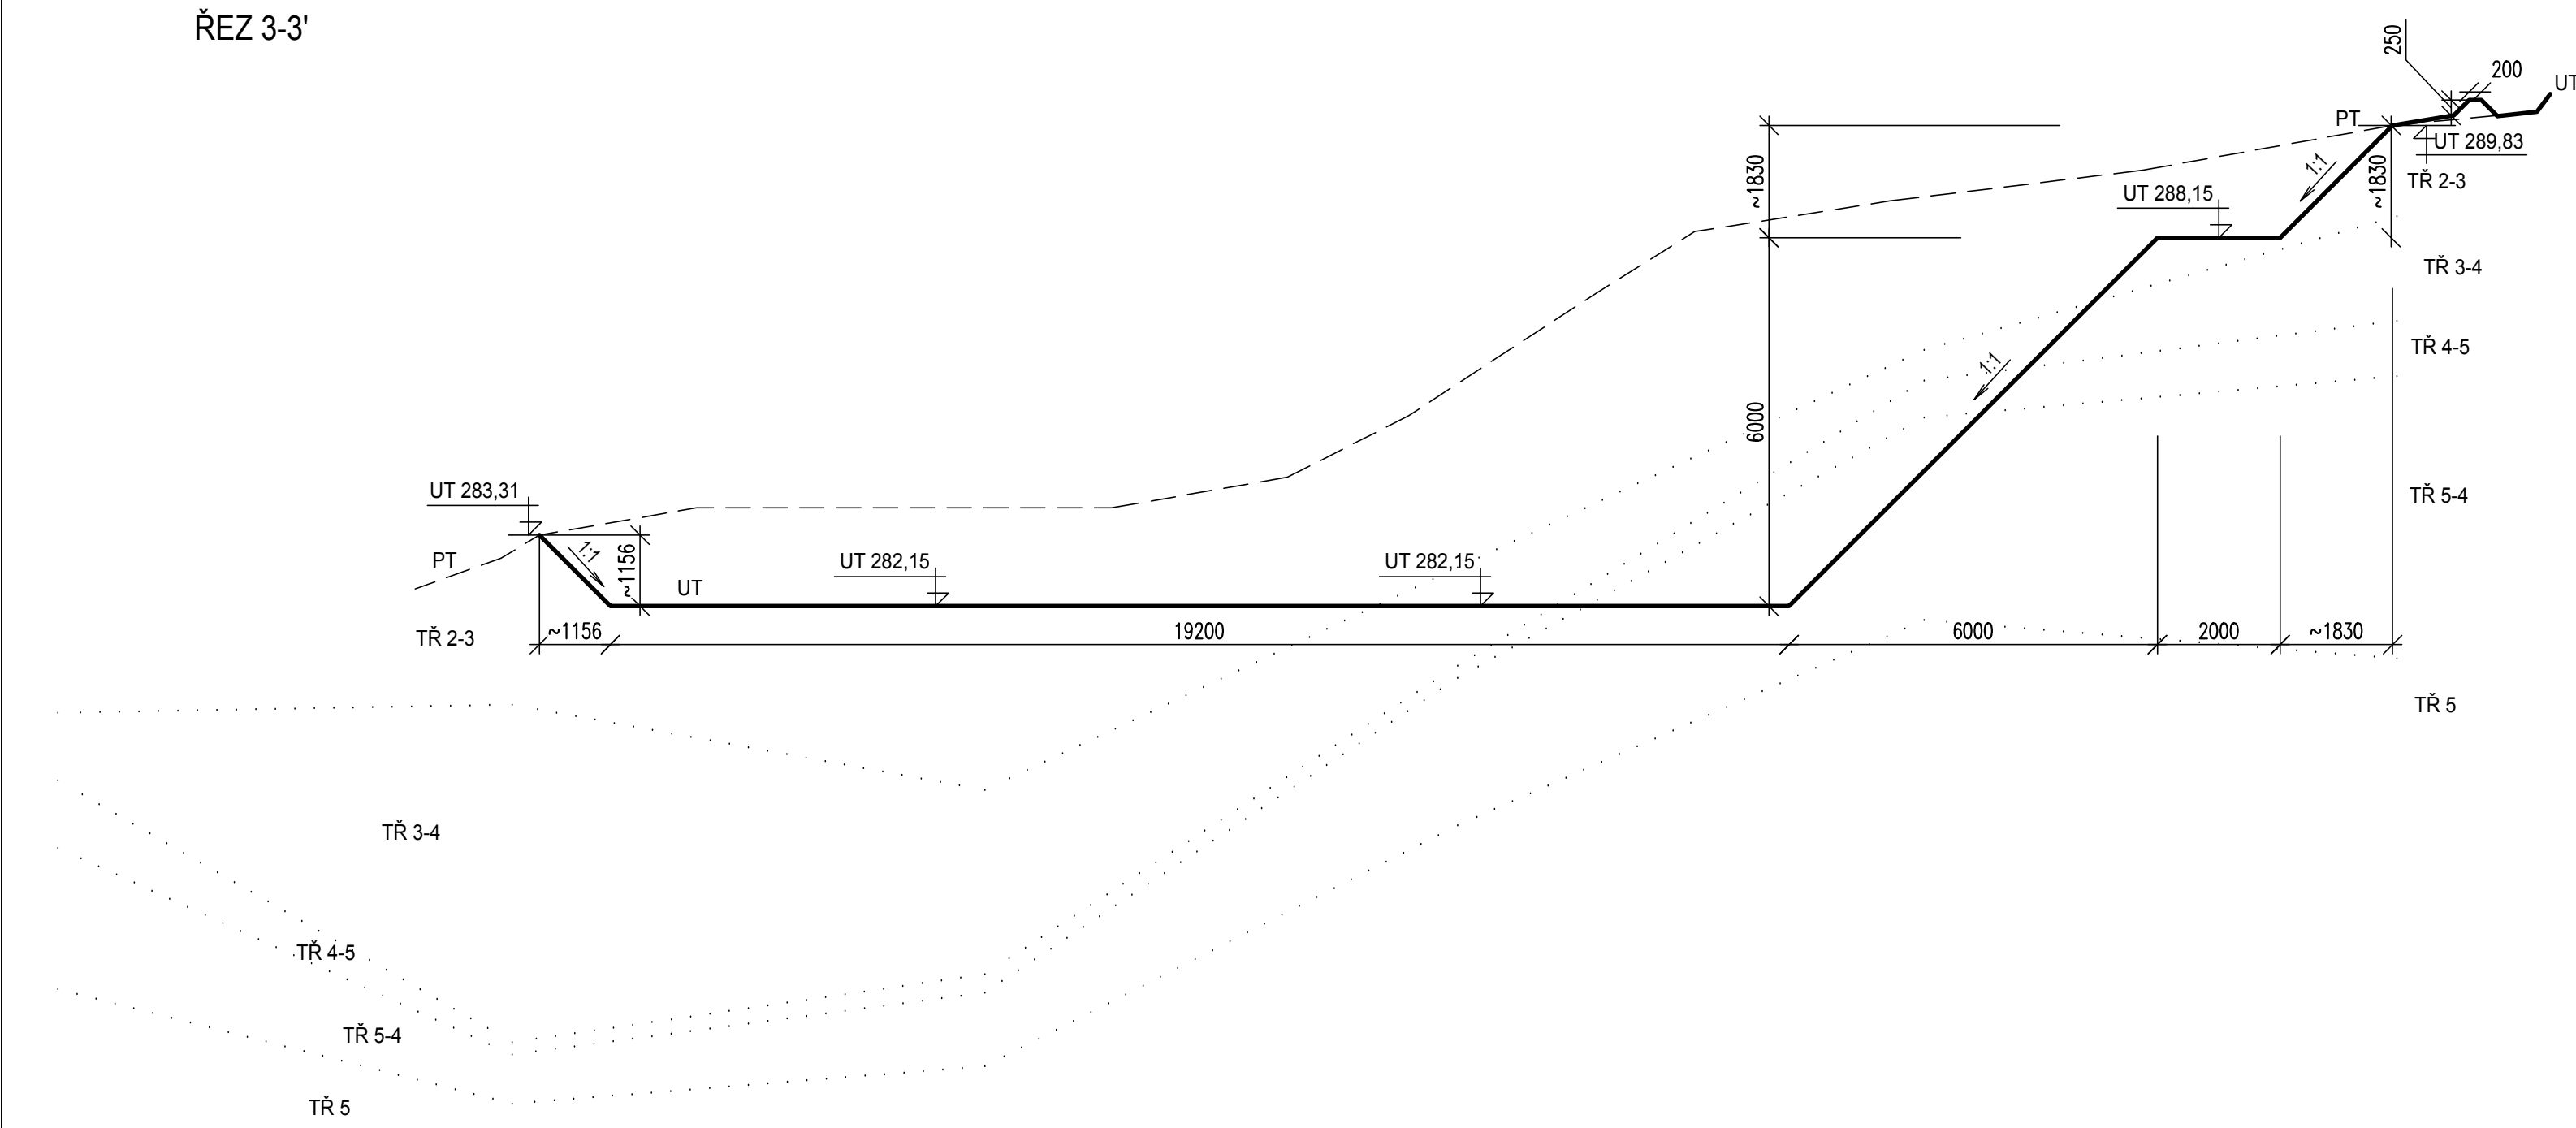 ŘEZ 3-3'
250
200
UT
PT
UT 289,83
~1830
1:1
~1830
TŘ 2-3
UT 288,15
TŘ 3-4
TŘ 4-5
1:1
6000
UT 283,31
TŘ 5-4
PT
1:1
~1156
UT 282,15
UT 282,15
UT
TŘ 2-3
~1156
19200
6000
2000
~1830
TŘ 5
TŘ 3-4
TŘ 4-5
TŘ 5-4
TŘ 5